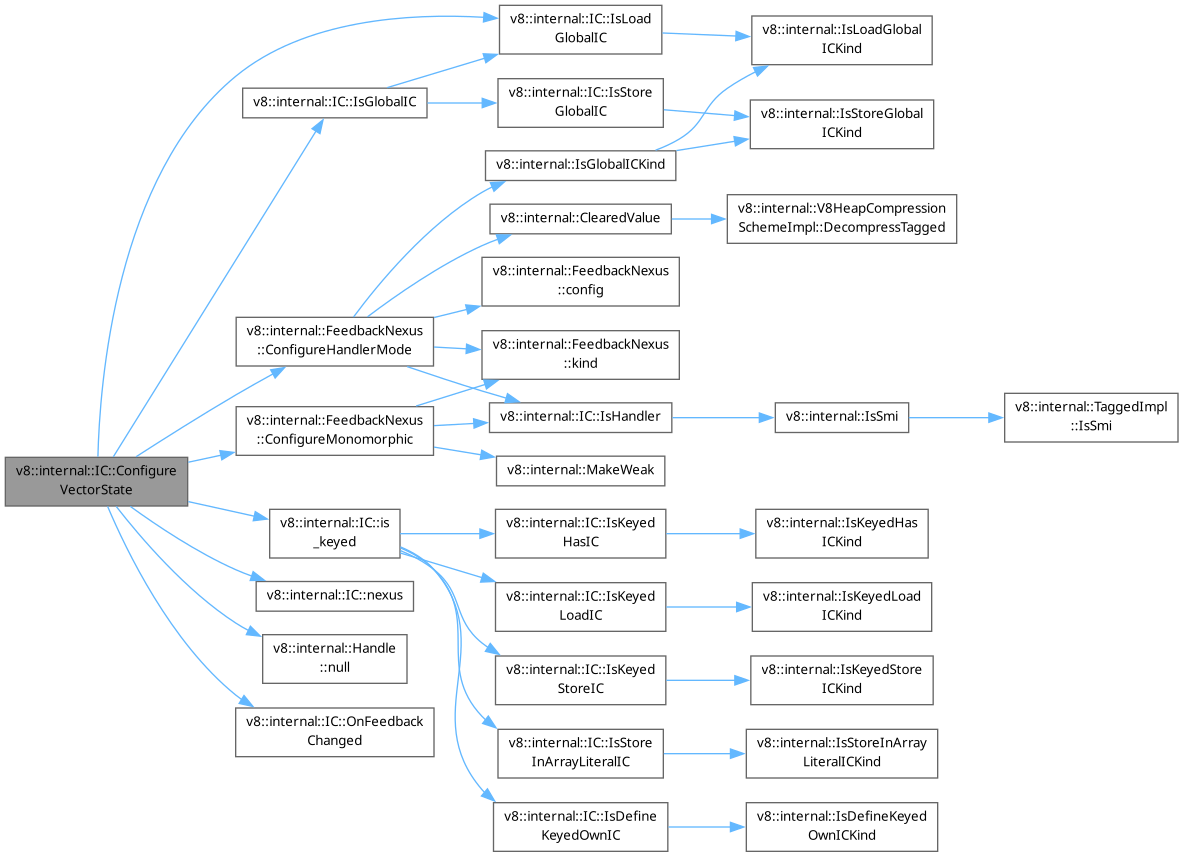 v8::internal::IC::IsLoad
GlobalIC
v8::internal::IsLoadGlobal
ICKind
v8::internal::IC::IsGlobalIC
v8::internal::IC::IsStore
GlobalIC
v8::internal::IsStoreGlobal
ICKind
v8::internal::IsGlobalICKind
v8::internal::ClearedValue
v8::internal::V8HeapCompression
SchemeImpl::DecompressTagged
v8::internal::FeedbackNexus
::config
v8::internal::FeedbackNexus
::ConfigureHandlerMode
v8::internal::FeedbackNexus
::kind
v8::internal::FeedbackNexus
::ConfigureMonomorphic
v8::internal::IC::IsHandler
v8::internal::IsSmi
v8::internal::TaggedImpl
::IsSmi
v8::internal::MakeWeak
v8::internal::IC::Configure
VectorState
v8::internal::IC::is
_keyed
v8::internal::IC::IsKeyed
HasIC
v8::internal::IsKeyedHas
ICKind
v8::internal::IC::nexus
v8::internal::IC::IsKeyed
LoadIC
v8::internal::IsKeyedLoad
ICKind
v8::internal::Handle
::null
v8::internal::IC::IsKeyed
StoreIC
v8::internal::IsKeyedStore
ICKind
v8::internal::IC::OnFeedback
Changed
v8::internal::IC::IsStore
InArrayLiteralIC
v8::internal::IsStoreInArray
LiteralICKind
v8::internal::IC::IsDefine
KeyedOwnIC
v8::internal::IsDefineKeyed
OwnICKind